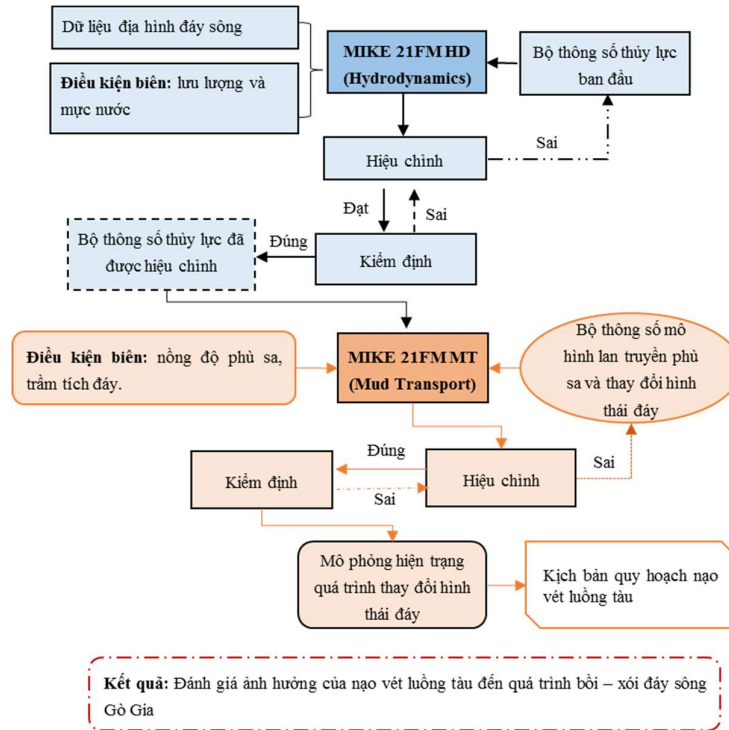 Dữ liệu địa hình đáy sông
Điều kiện biên: lưu lượng và
mực nước
MIKE 21FM HD
(Hydrodynamics)
Bộ thông số thủy lực
ban đầu
Hiệu chỉnh
Sai
Đạt
Sai
Kiểm định
Đúng
Bộ thông số thủy lực đã
được hiệu chỉnh
Điều kiện biên: nồng độ phù sa,
trầm tích đáy.
MIKE 21FM MT
(Mud Transport)
Bộ thông số mô
hình lan truyền phù
sa và thay đổi hình
thái đáy
Kiểm định
Đúng
Sai
Hiệu chỉnh
Sai
Mô phỏng hiện trạng
quá trình thay đổi hình
thái đáy
Kịch bản quy hoạch nạo
vét luồng tàu
Kết quả: Đánh giá ảnh hưởng của nạo vét luồng tàu đến quá trình bồi – xói đáy sông
Gò Gia